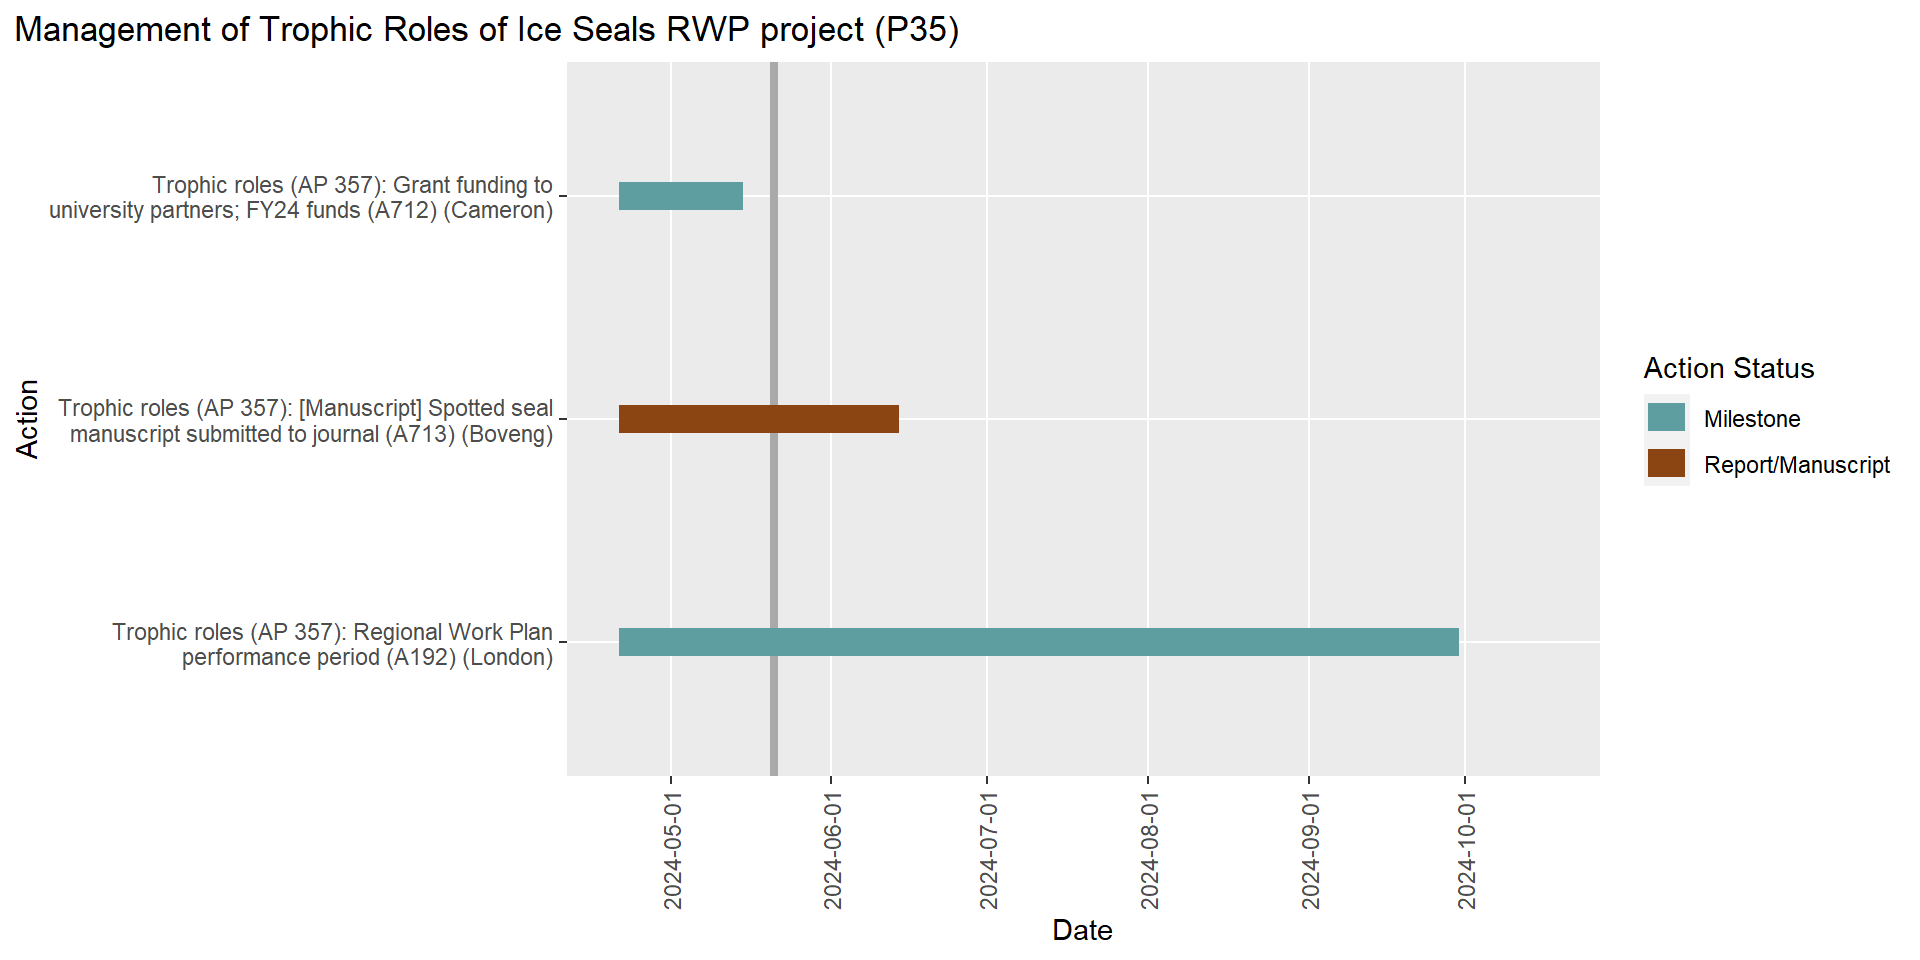 Management of Trophic Roles of Ice Seals RWP project (P35)
Trophic roles (AP 357): Grant funding to
university partners; FY24 funds (A712) (Cameron)
Trophic roles (AP 357): [Manuscript] Spotted seal
manuscript submitted to journal (A713) (Boveng)
Trophic roles (AP 357): Regional Work Plan
performance period (A192) (London)
Action
2024-05-01
2024-06-01
2024-07-01
2024-08-01
2024-09-01
2024-10-01
Date
Action Status
Milestone
Report/Manuscript